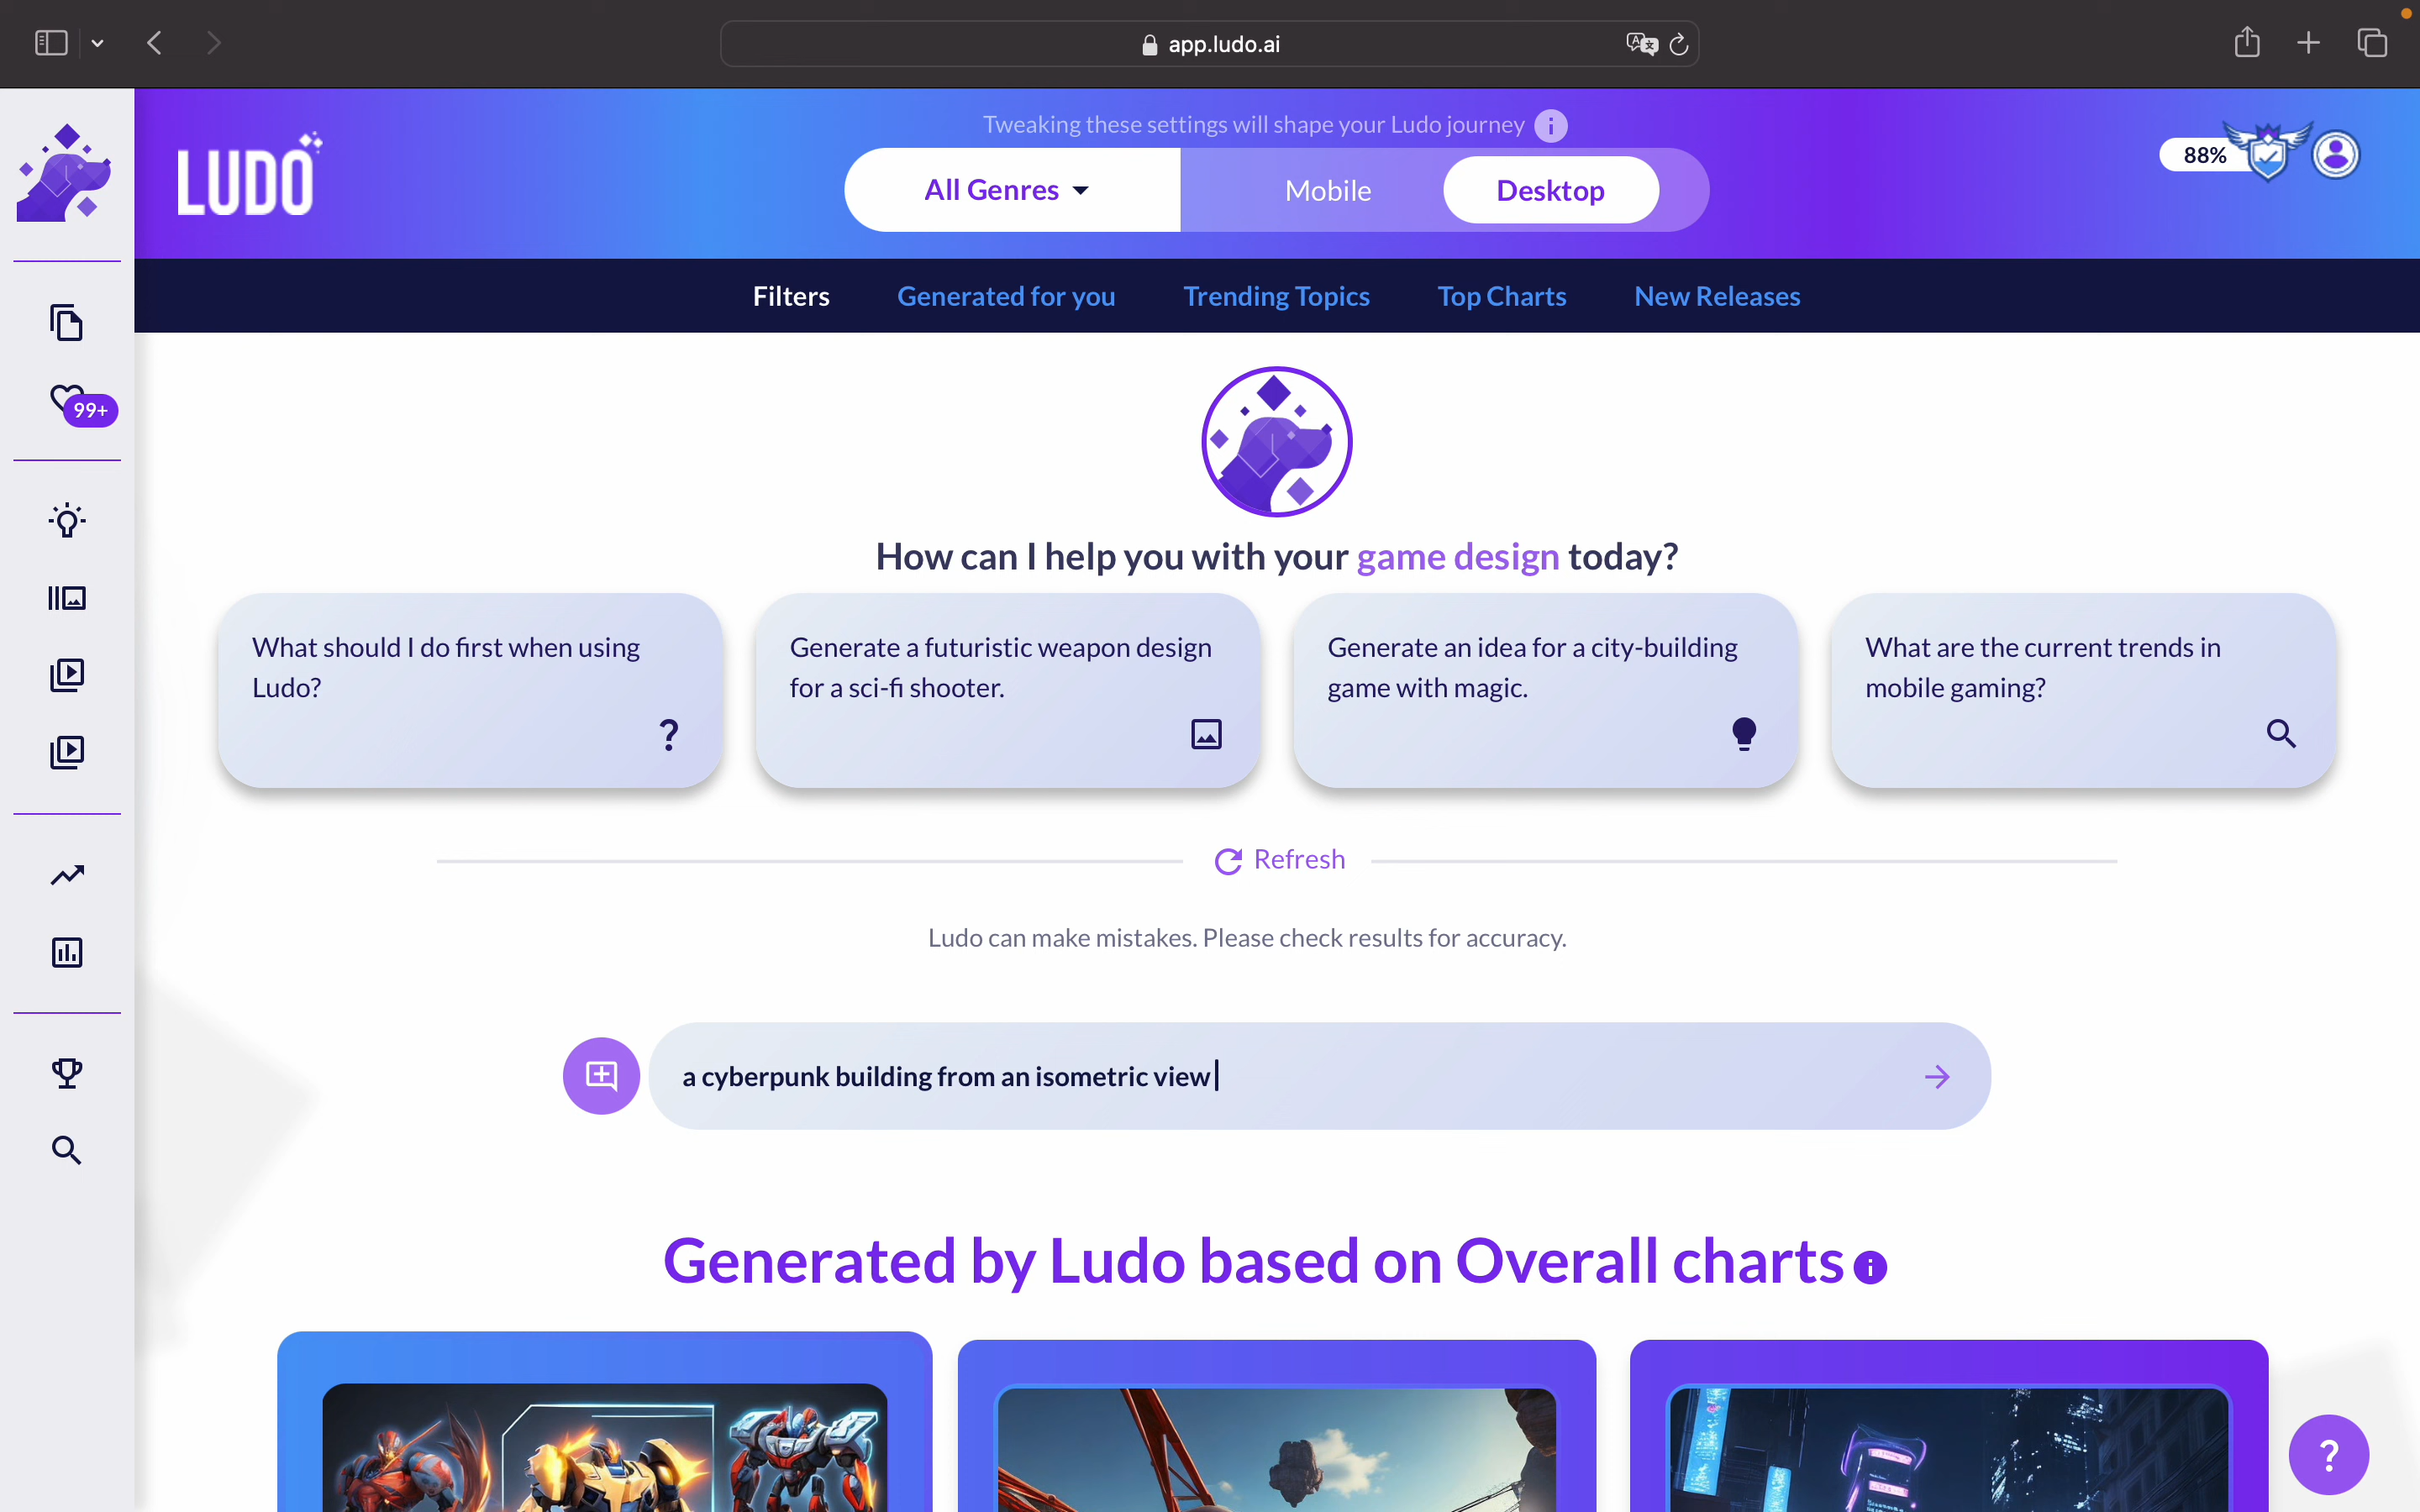 app.ludo.ai
LUDO
Tweaking these settings will shape your Ludo journey i
All Genres
Mobile
Desktop
88%
Filters
Generated for you
Trending Topics
Top Charts
New Releases
99+
How can I help you with your game design today?
What should I do first when using
Ludo?
?
Generate a futuristic weapon design
for a sci-fi shooter.
Generate an idea for a city-building
game with magic.
What are the current trends in
mobile gaming?
Refresh
Ludo can make mistakes. Please check results for accuracy.
a cyberpunk building from an isometric view
Generated by Ludo based on Overall charts i
?